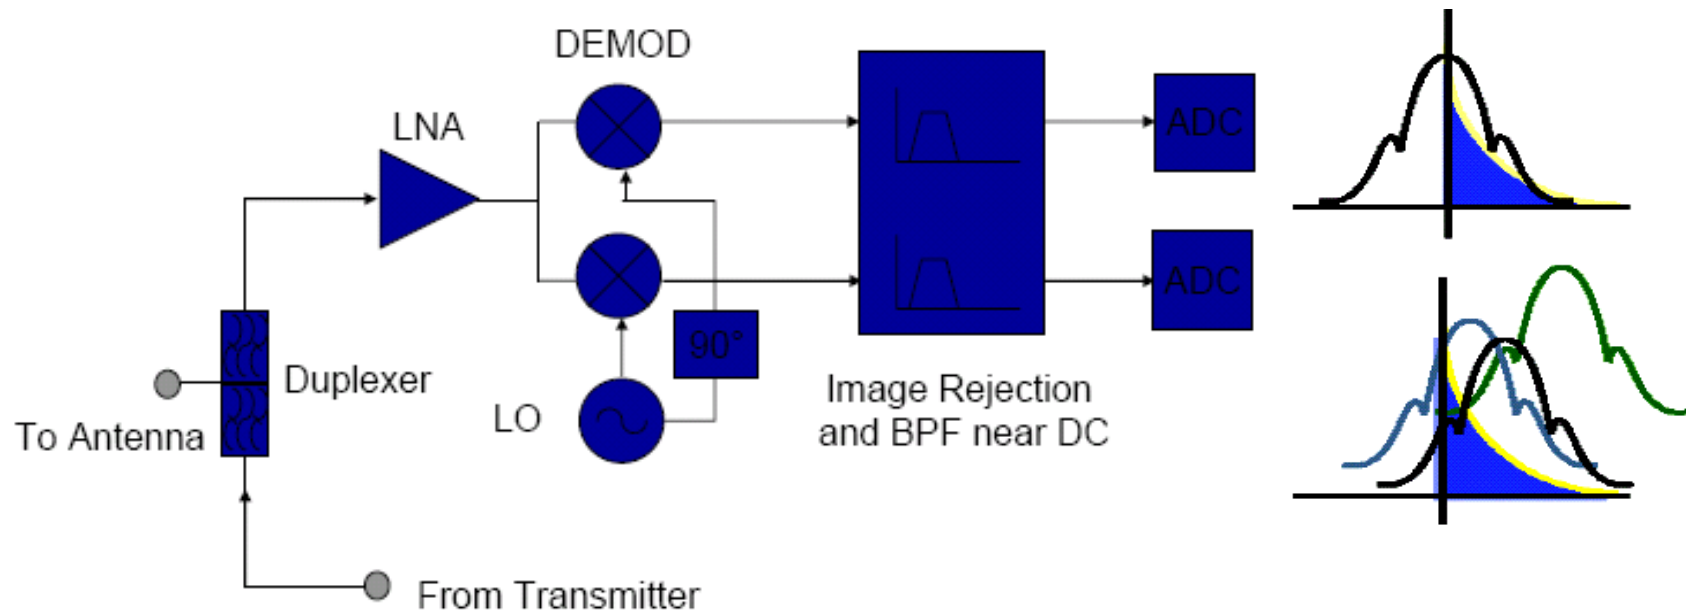 DEMOD
LNA
ADC
ADC
90°
Duplexer
LO
To Antenna
Image Rejection
and BPF near DC
From Transmitter